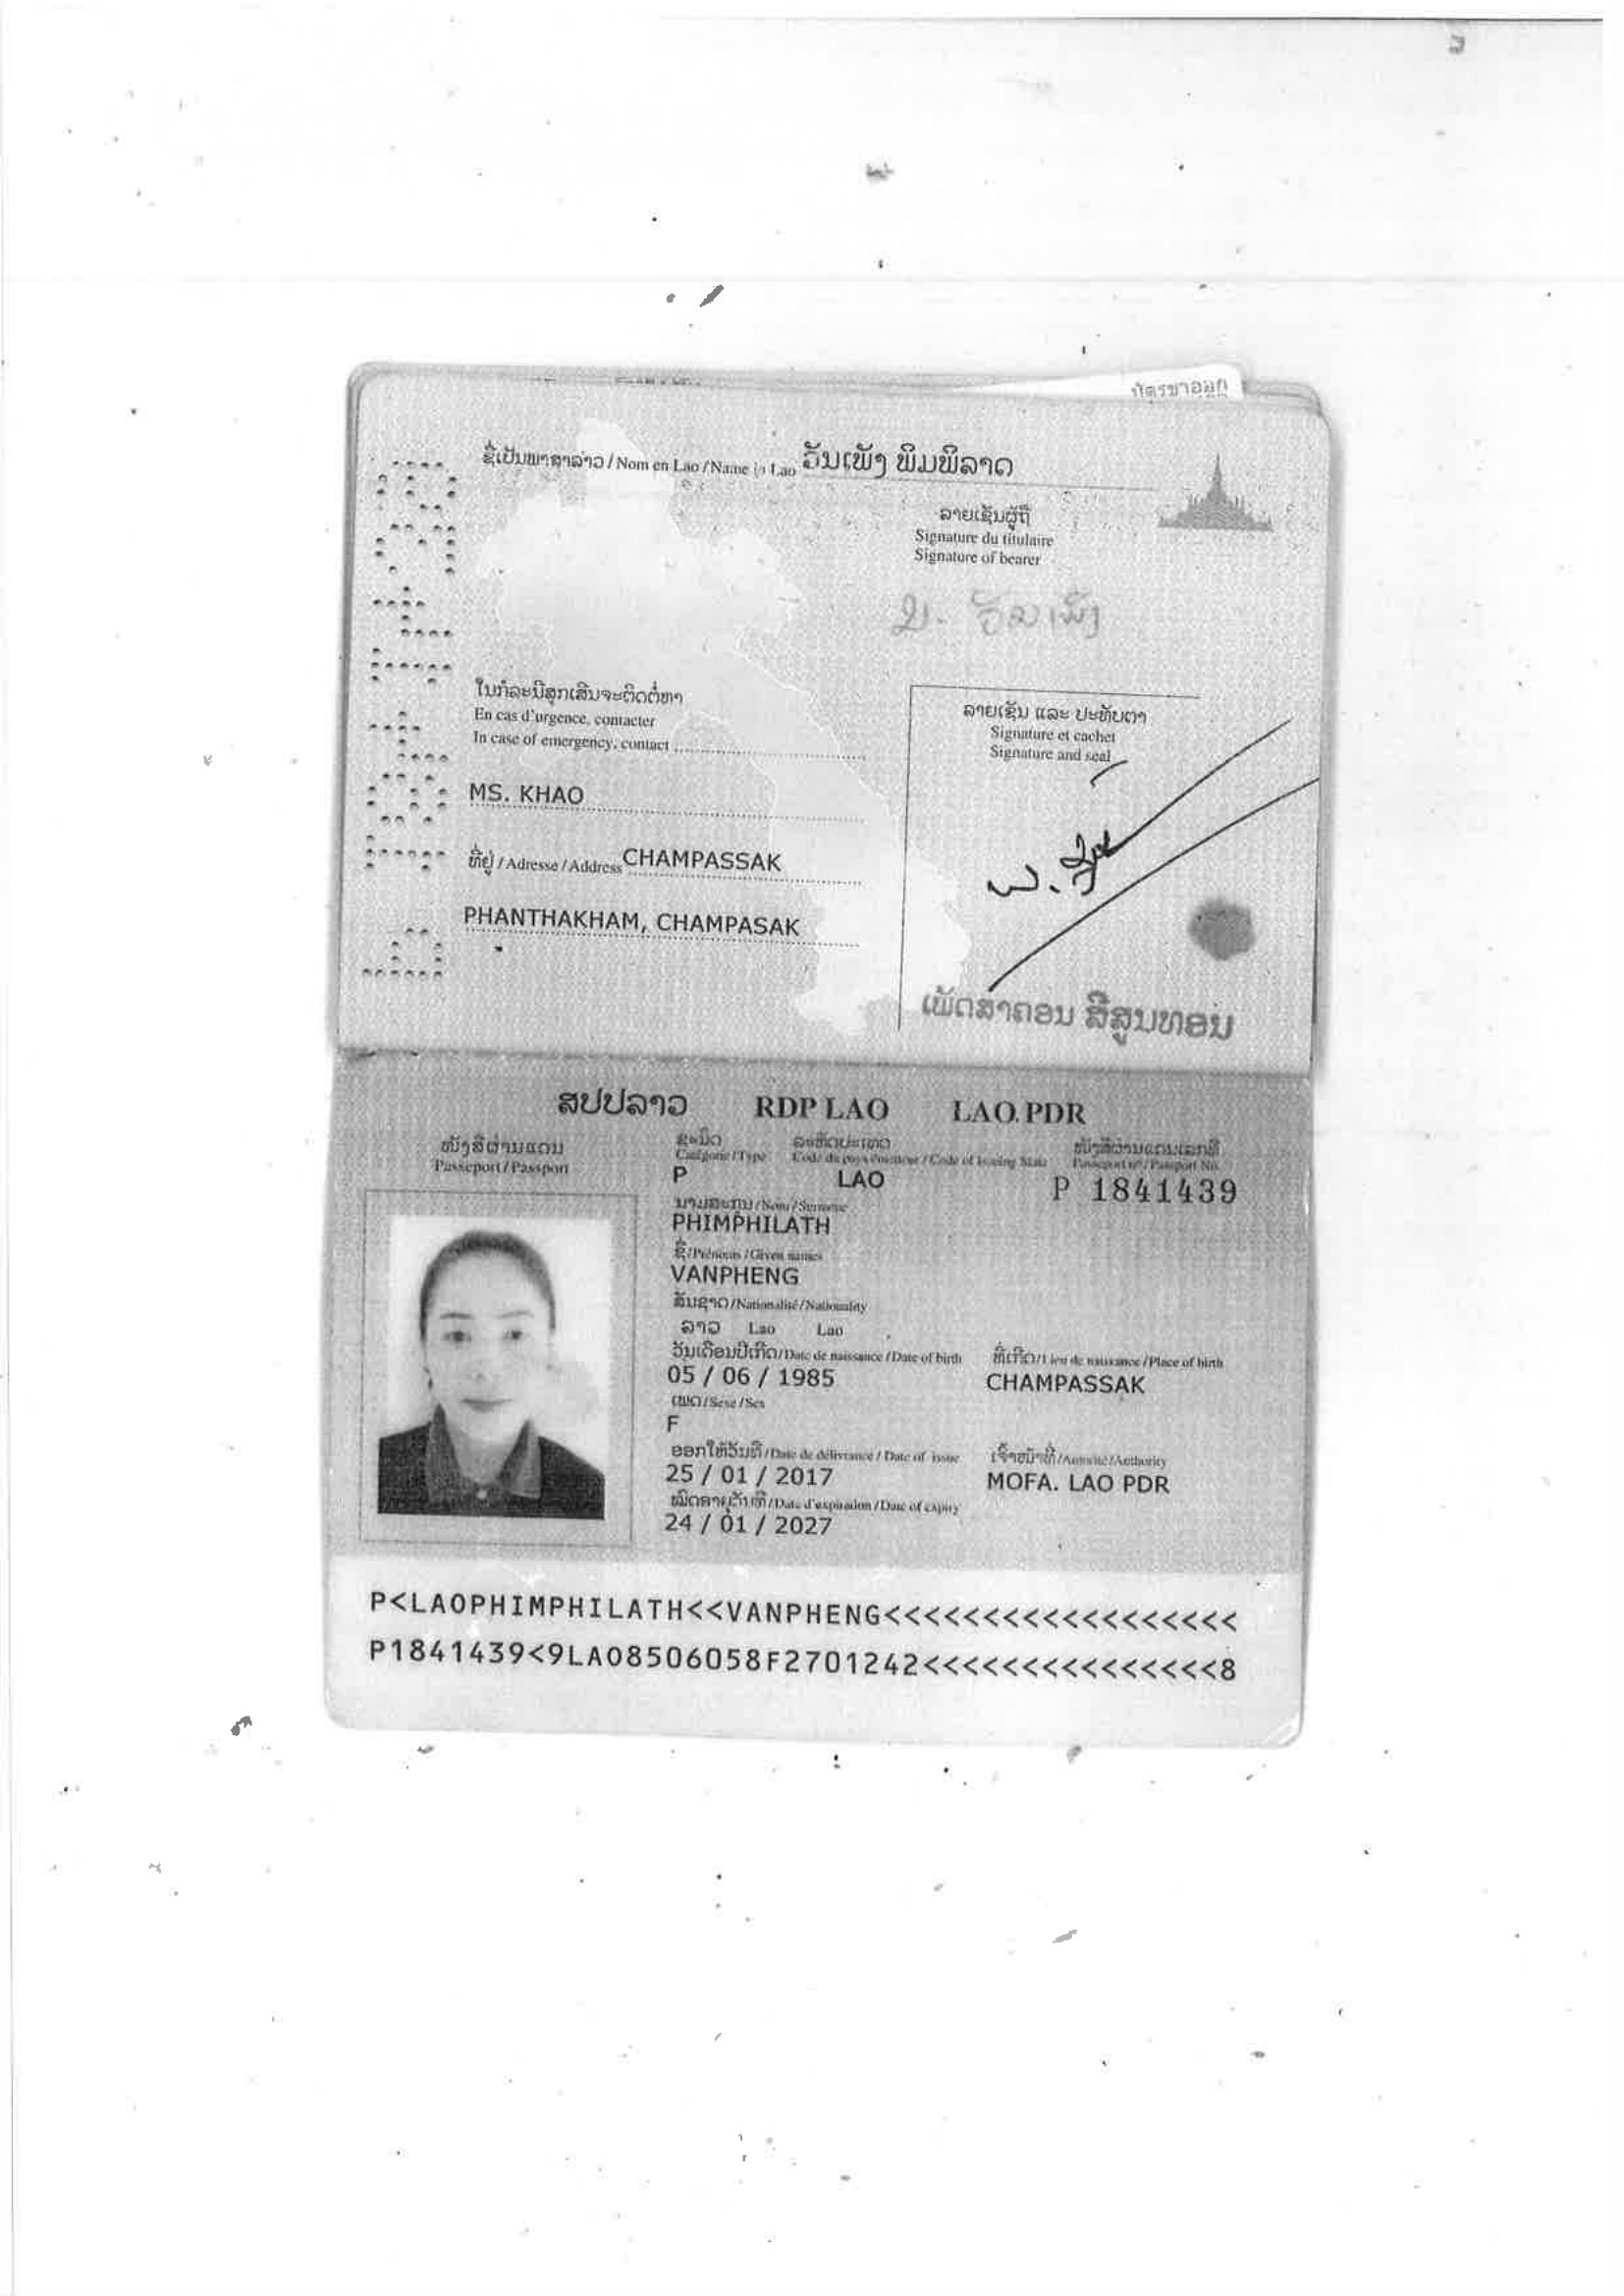 ບັດຂາອອກ
ຊື່ເປັນພາສາລາວ / Nom en Lao / Name in Lao ວັນເພັງ ພິມພິລາດ
ລາຍເຊັນຜູ້ຖື
Signature du titulaire
Signature of bearer
ພ. ວັນເພັງ
ໃນກໍລະນີສຸກເສີນຈະຕິດຕໍ່ຫາ
En cas d'urgence, contacter
In case of emergency, contact
MS. KHAO
ທີ່ຢູ່ / Adresse / Address CHAMPASSAK
PHANTHAKHAM, CHAMPASAK
ລາຍເຊັນ ແລະ ປະທັບຕາ
Signature et cachet
Signature and seal
ເພັດສາຄອນ ສີສູນທອນ
P1841439
ສປປລາວ RDP LAO LAO.PDR
ໜັງສືຜ່ານແດນ
Passeport / Passport
ຊະນິດ
Catégorie / Type
P
ລະຫັດປະເທດ
Code du pays émetteur / Code of Issuing State
LAO
ໜັງສືຜ່ານແດນເລກທີ
Passeport nº / Passport No.
P 1841439
ນາມສະກຸນ / Nom / Surname
PHIMPHILATH
ຊື່ / Prénoms / Given names
VANPHENG
ສັນຊາດ / Nationalité / Nationality
ລາວ Lao Lao
ວັນເດືອນປີເກີດ / Date de naissance / Date of birth
05 / 06 / 1985
ທີ່ເກີດ / Lieu de naissance / Place of birth
CHAMPASSAK
ເພດ / Sexe / Sex
F
ອອກໃຫ້ວັນທີ / Date de délivrance / Date of issue
25 / 01 / 2017
ເຈົ້າໜ້າທີ່ / Autorité / Authority
MOFA. LAO PDR
ໝົດອາຍຸວັນທີ / Date d'expiration / Date of expiry
24 / 01 / 2027
P<LAOPHIMPHILATH<<VANPHENG<<<<<<<<<<<<<<<<<<
P1841439<9LAO8506058F2701242<<<<<<<<<<<<<<<8